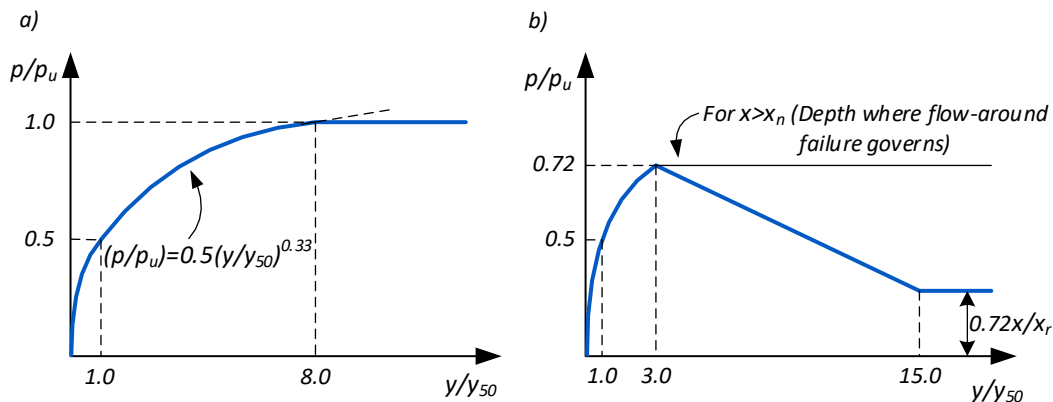 a)
p/pu
1.0
0.5
(p/pu)=0.5(y/y50)0.33
1.0
8.0
y/y50
b)
p/pu
For x>xn (Depth where flow-around
failure governs)
0.72
0.5
0.72x/xr
1.0
3.0
15.0
y/y50